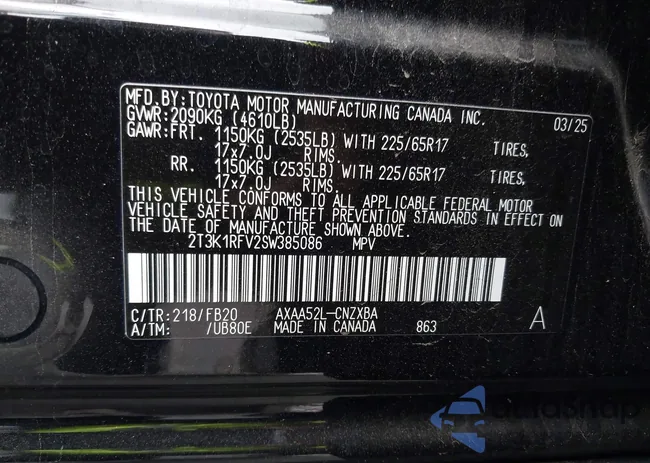 MFD.BY:TOYOTA MOTOR MANUFACTURING CANADA INC.
GVWR:2090KG (4610LB) 03/25
GAWR:FRT. 1150KG (2535LB) WITH 225/65R17 TIRES,
17x7.0J RIMS.
RR. 1150KG (2535LB) WITH 225/65R17 TIRES,
17x7.0J RIMS.
THIS VEHICLE CONFORMS TO ALL APPLICABLE FEDERAL MOTOR
VEHICLE SAFETY AND THEFT PREVENTION STANDARDS IN EFFECT ON
THE DATE OF MANUFACTURE SHOWN ABOVE.
2T3K1RFV2SW385086 MPV
C/TR:218/FB20 AXAA52L-CNZXBA
A/TM: /UB80E MADE IN CANADA 863 A
AutoSnap